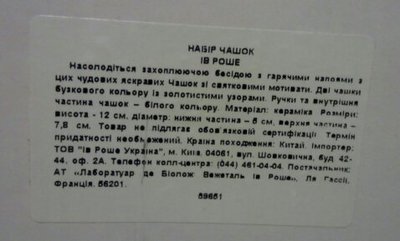 НАБІР ЧАШОК
ІВ РОШЕ
Насолодіться захоплюючою бесідою з гарячими напоями з
цих чудових яскравих Чашок зі святковими мотивати. Дві чашки
бузкового кольору із золотистими узорами. Ручки та внутрішня
частина чашок – білого кольору. Матеріал: кераміка Розміри:
висота - 12 см, діаметр: нижня частина – 6 см, верхня частина –
7,8 см. Товар не підлягає обов'язковій сертифікації Термін
придатності необмежений. Країна походження: Китай. Імпортер:
ТОВ "Ів Роше Україна", м. Київ, 04061, вул. Шовковична, буд 42-
44, оф. 2А. Телефон колл-центра: (044) 461-04-04. Постачальник:
АТ "Лаборатуар де Біолож Вежеталь Ів Роше", Ля Гассії,
Франція. 56201.
59651